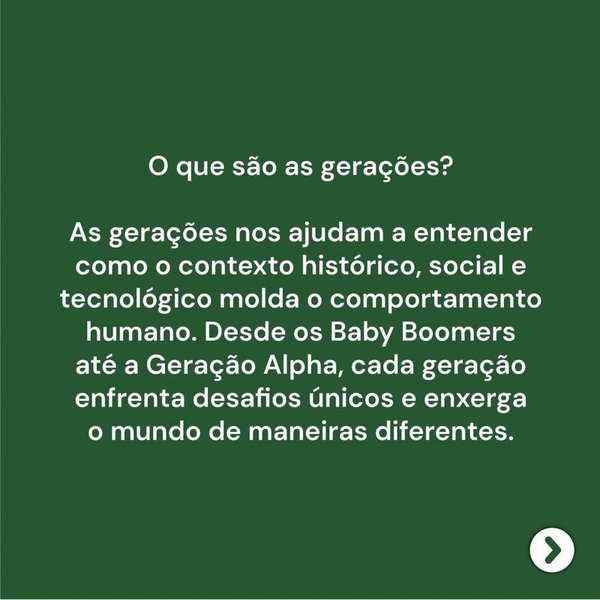 O que são as gerações?
As gerações nos ajudam a entender
como o contexto histórico, social e
tecnológico molda o comportamento
humano. Desde os Baby Boomers
até a Geração Alpha, cada geração
enfrenta desafios únicos e enxerga
o mundo de maneiras diferentes.